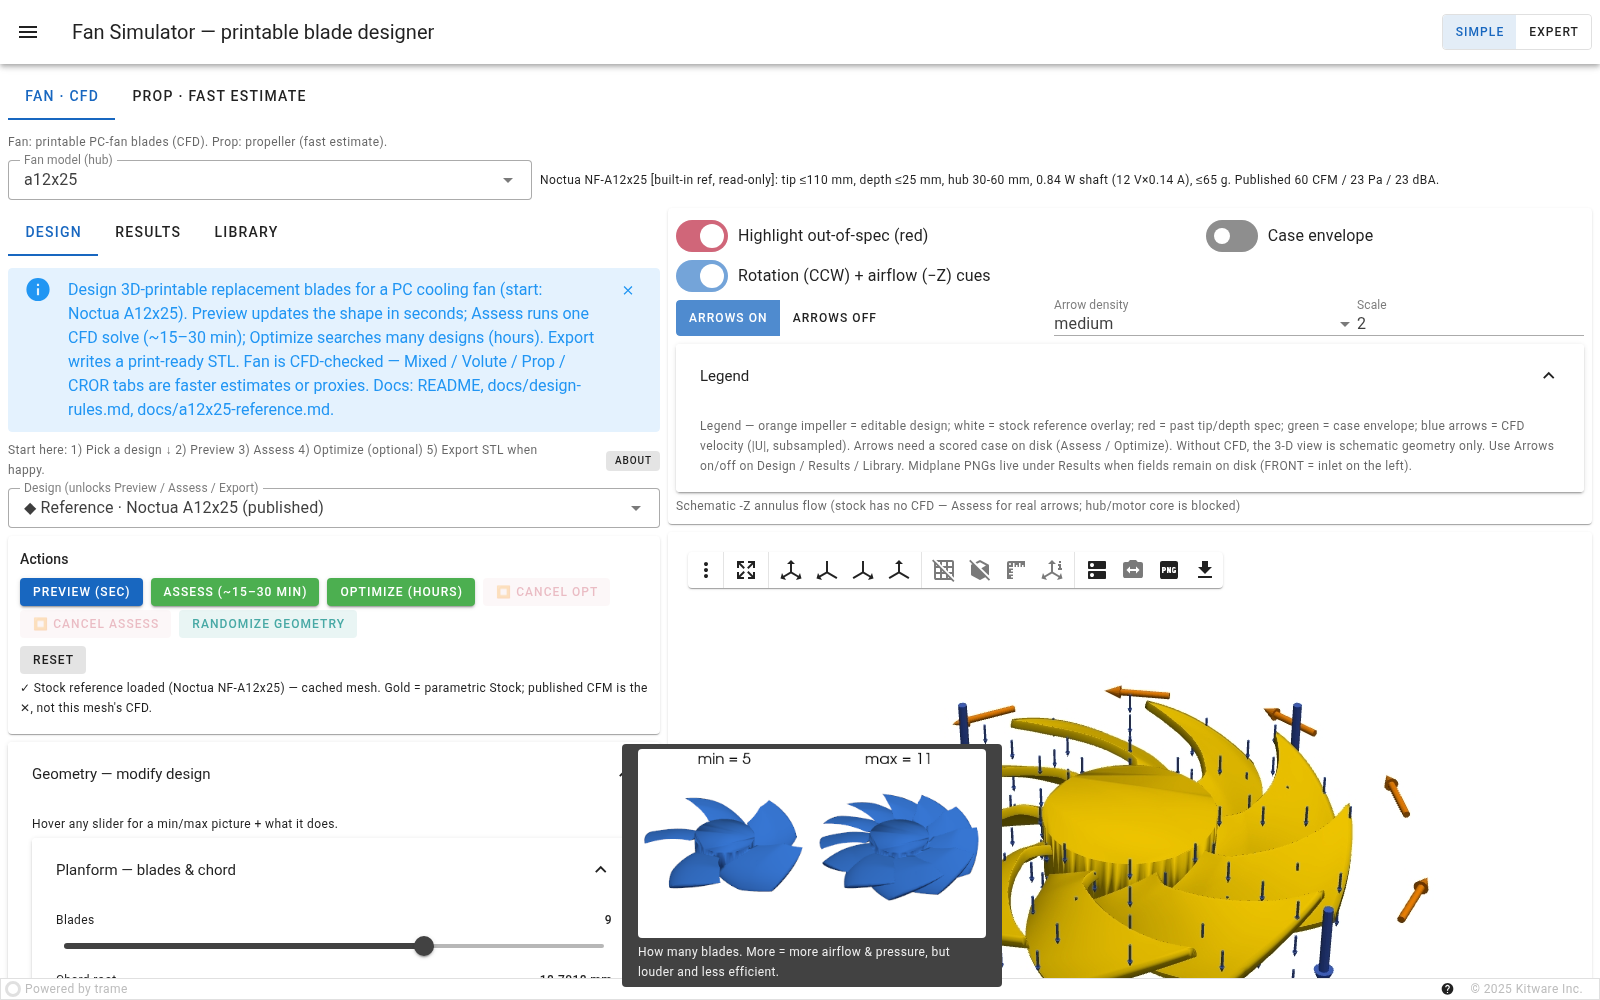 Fan Simulator — printable blade designer
SIMPLE
EXPERT
FAN · CFD
PROP · FAST ESTIMATE
Fan: printable PC-fan blades (CFD). Prop: propeller (fast estimate).
Fan model (hub)
a12x25
Noctua NF-A12x25 [built-in ref, read-only]: tip ≤110 mm, depth ≤25 mm, hub 30-60 mm, 0.84 W shaft (12 V×0.14 A), ≤65 g. Published 60 CFM / 23 Pa / 23 dBA.
DESIGN
RESULTS
LIBRARY
Design 3D-printable replacement blades for a PC cooling fan (start:
Noctua A12x25). Preview updates the shape in seconds; Assess runs one
CFD solve (~15–30 min); Optimize searches many designs (hours). Export
writes a print-ready STL. Fan is CFD-checked — Mixed / Volute / Prop /
CROR tabs are faster estimates or proxies. Docs: README, docs/design-
rules.md, docs/a12x25-reference.md.
Start here: 1) Pick a design ↓ 2) Preview 3) Assess 4) Optimize (optional) 5) Export STL when
happy.
ABOUT
Design (unlocks Preview / Assess / Export)
◆ Reference · Noctua A12x25 (published)
Actions
PREVIEW (SEC)
ASSESS (~15–30 MIN)
OPTIMIZE (HOURS)
CANCEL OPT
CANCEL ASSESS
RANDOMIZE GEOMETRY
RESET
✓ Stock reference loaded (Noctua NF-A12x25) — cached mesh. Gold = parametric Stock; published CFM is the
✕, not this mesh's CFD.
Geometry — modify design
Hover any slider for a min/max picture + what it does.
Planform — blades & chord
Blades
9
Highlight out-of-spec (red)
Case envelope
Rotation (CCW) + airflow (−Z) cues
ARROWS ON
ARROWS OFF
Arrow density
medium
Scale
2
Legend
Legend — orange impeller = editable design; white = stock reference overlay; red = past tip/depth spec; green = case envelope; blue arrows = CFD
velocity (|U|, subsampled). Arrows need a scored case on disk (Assess / Optimize). Without CFD, the 3-D view is schematic geometry only. Use Arrows
on/off on Design / Results / Library. Midplane PNGs live under Results when fields remain on disk (FRONT = inlet on the left).
Schematic -Z annulus flow (stock has no CFD — Assess for real arrows; hub/motor core is blocked)
PNG
min = 5
max = 11
How many blades. More = more airflow & pressure, but
louder and less efficient.
Powered by trame
© 2025 Kitware Inc.